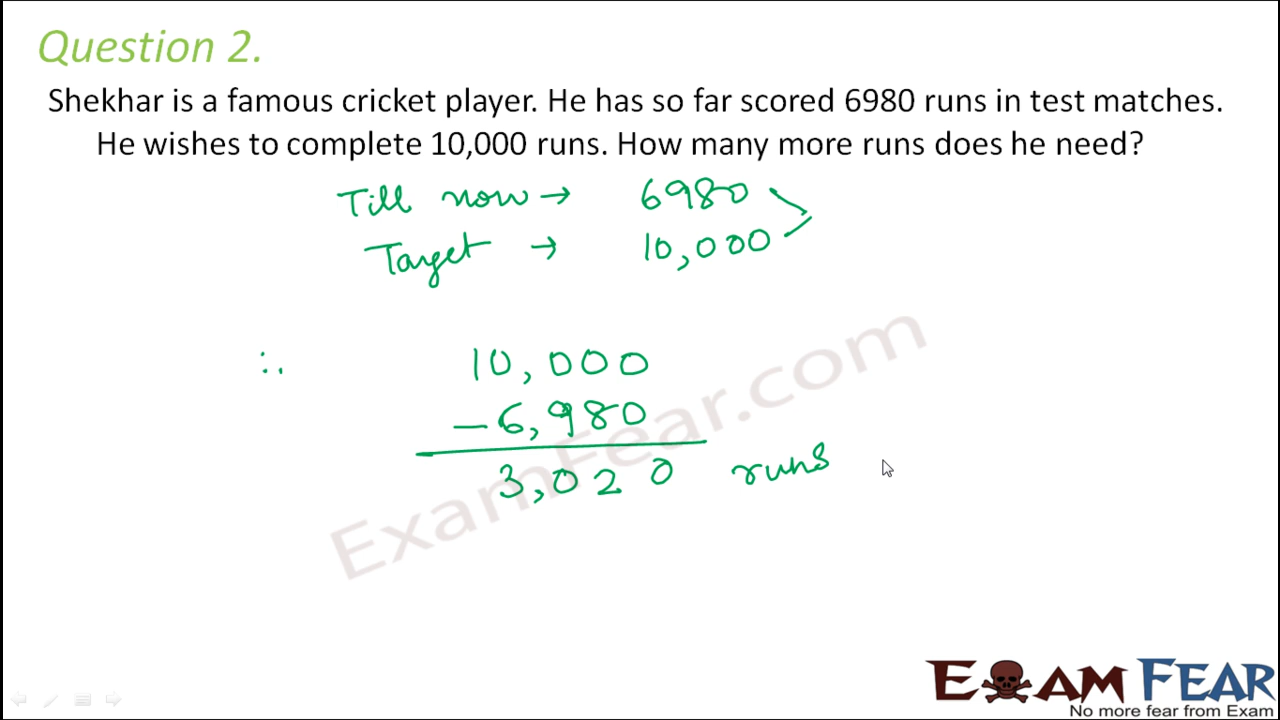 Question 2.
Shekhar is a famous cricket player. He has so far scored 6980 runs in test matches.
He wishes to complete 10,000 runs. How many more runs does he need?
Till now → 6980
Target → 10,000
∴ 10,000
− 6,980
3,020 runs
ExamFear.com
EXAM FEAR
No more fear from Exam